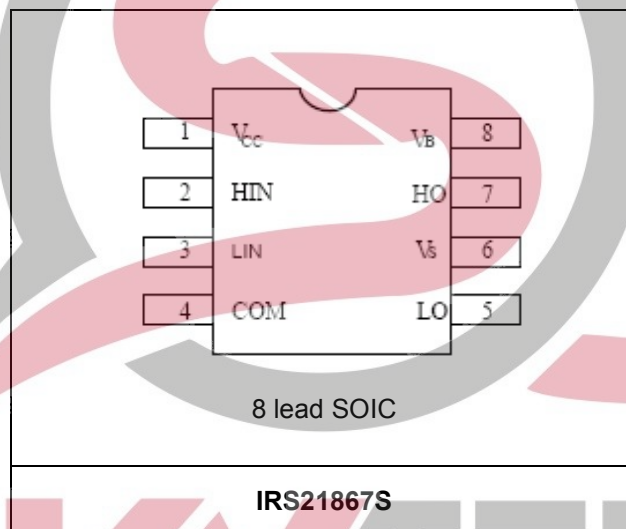 1 VCC VB 8
2 HIN HO 7
3 LIN VS 6
4 COM LO 5
8 lead SOIC
IRS21867S